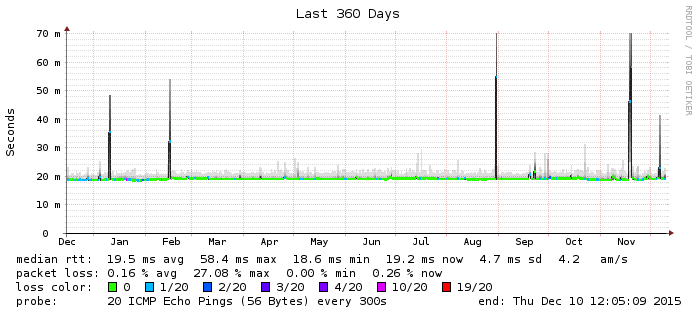 Last 360 Days
RRDTOOL / TOBI OETIKER
Seconds
70 m
60 m
50 m
40 m
30 m
20 m
10 m
0
Dec Jan Feb Mar Apr May Jun Jul Aug Sep Oct Nov
median rtt: 19.5 ms avg 58.4 ms max 18.6 ms min 19.2 ms now 4.7 ms sd 4.2 am/s
packet loss: 0.16 % avg 27.08 % max 0.00 % min 0.26 % now
loss color: 0 1/20 2/20 3/20 4/20 10/20 19/20
probe: 20 ICMP Echo Pings (56 Bytes) every 300s end: Thu Dec 10 12:05:09 2015